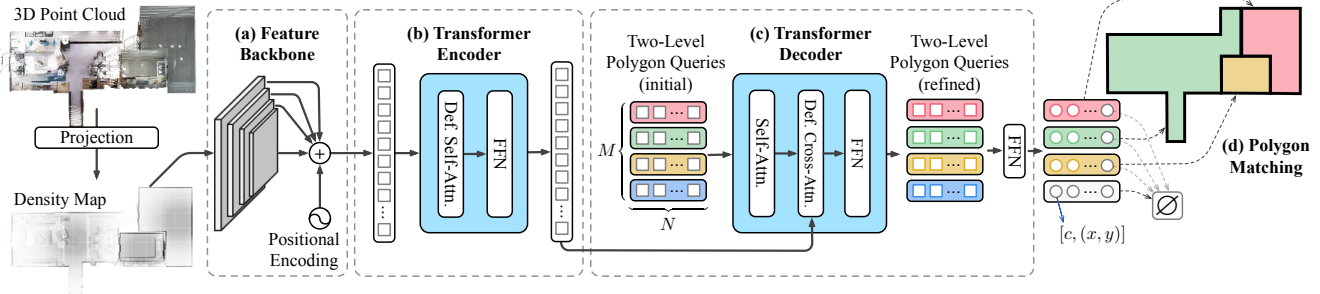 3D Point Cloud
Projection
Density Map
(a) Feature
Backbone
+
Positional
Encoding
(b) Transformer
Encoder
...
Def. Self-Attn.
FFN
...
Two-Level
Polygon Queries
(initial)
M
...
...
...
...
N
(c) Transformer
Decoder
Self-Attn.
Def. Cross-Attn.
FFN
Two-Level
Polygon Queries
(refined)
...
...
...
...
FFN
...
...
...
...
[c, (x, y)]
∅
(d) Polygon
Matching